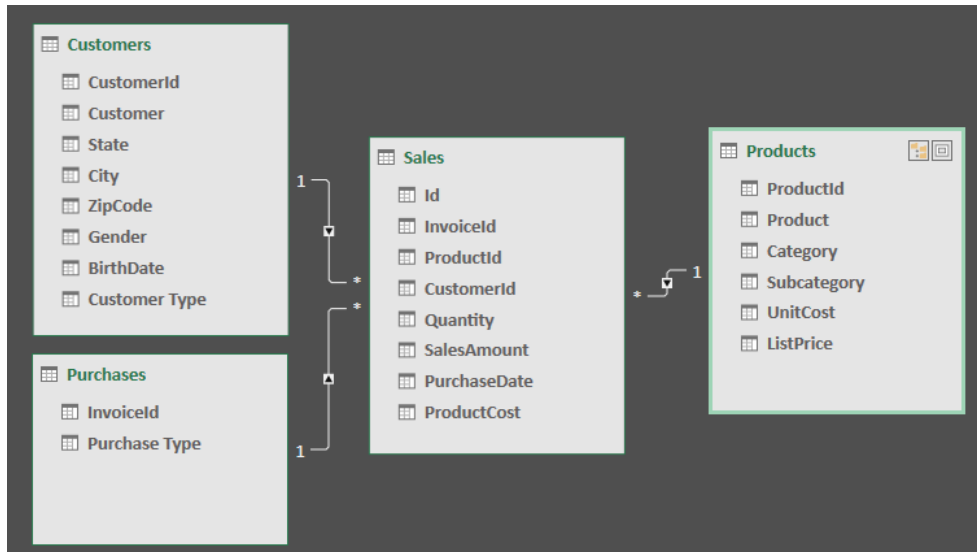 Customers
CustomerId
Customer
State
City
ZipCode
Gender
BirthDate
Customer Type
Purchases
InvoiceId
Purchase Type
1
*
*
1
Sales
Id
InvoiceId
ProductId
CustomerId
Quantity
SalesAmount
PurchaseDate
ProductCost
*
1
Products
ProductId
Product
Category
Subcategory
UnitCost
ListPrice